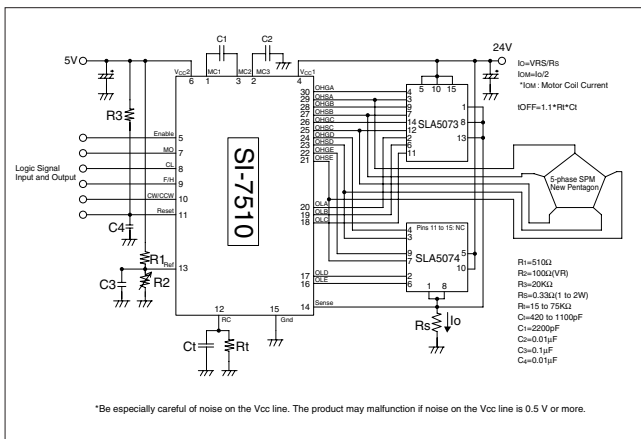 C1
C2
5V
24V
Vcc2
MC1
MC2
MC3
Vcc1
6
1
3
2
4
IO=VRS/RS
IOM=IO/2
*IOM : Motor Coil Current
tOFF=1.1*Rt*Ct
R3
Enable
5
MO
7
CL
8
F/H
9
CW/CCW
10
Reset
11
Logic Signal
Input and Output
C4
R1
Ref
13
C3
R2
SI-7510
30 OHGA
29 OHSA
28 OHGB
27 OHSB
26 OHGC
25 OHSC
24 OHGD
23 OHSD
22 OHGE
21 OHSE
20 OLA
19 OLB
18 OLC
17 OLD
16 OLE
14 Sense
5 10 15
4
3
9
7
14
12
2
6
11
1
8
13
SLA5073
5-phase SPM
New Pentagon
Pins 11 to 15: NC
4
3
9
7
2
6
5
10
SLA5074
1 8
12
RC
15
Gnd
Ct
Rt
Rs
Io
R1=510Ω
R2=100Ω(VR)
R3=20KΩ
RS=0.33Ω(1 to 2W)
Rt=15 to 75KΩ
Ct=420 to 1100pF
C1=2200pF
C2=0.01µF
C3=0.1µF
C4=0.01µF
*Be especially careful of noise on the Vcc line. The product may malfunction if noise on the Vcc line is 0.5 V or more.